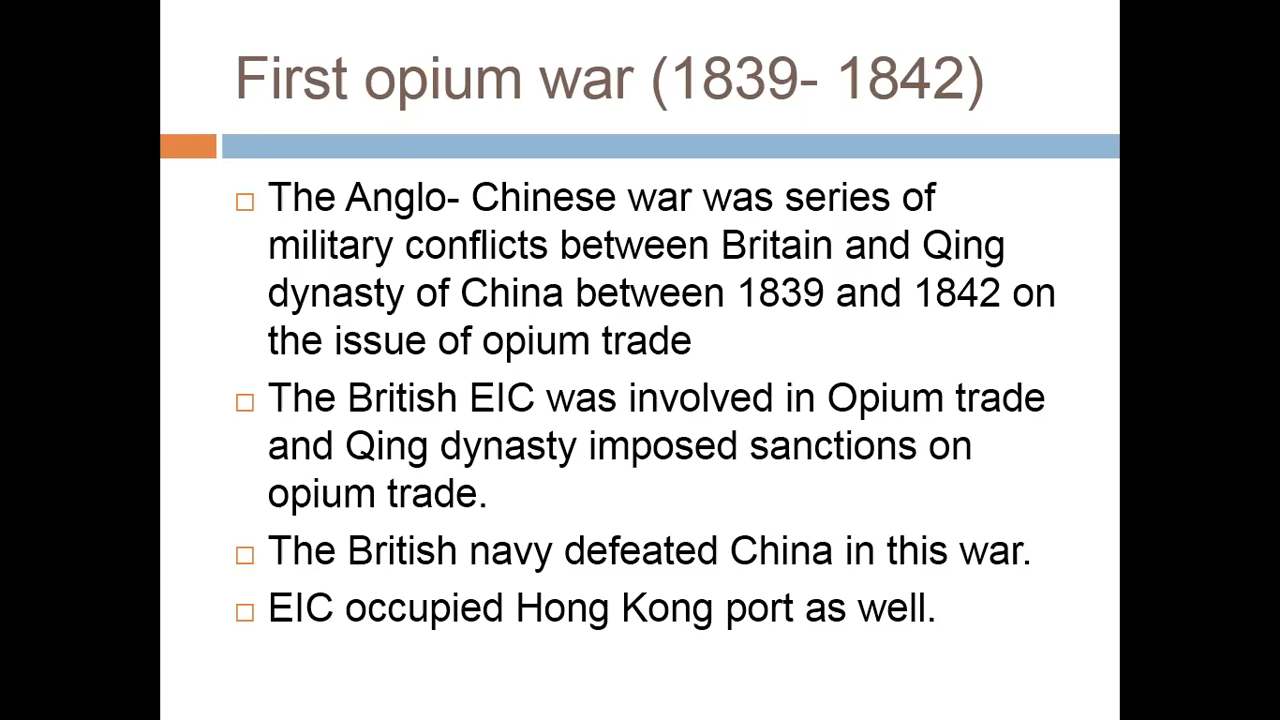 First opium war (1839- 1842)
The Anglo- Chinese war was series of
military conflicts between Britain and Qing
dynasty of China between 1839 and 1842 on
the issue of opium trade
The British EIC was involved in Opium trade
and Qing dynasty imposed sanctions on
opium trade.
The British navy defeated China in this war.
EIC occupied Hong Kong port as well.